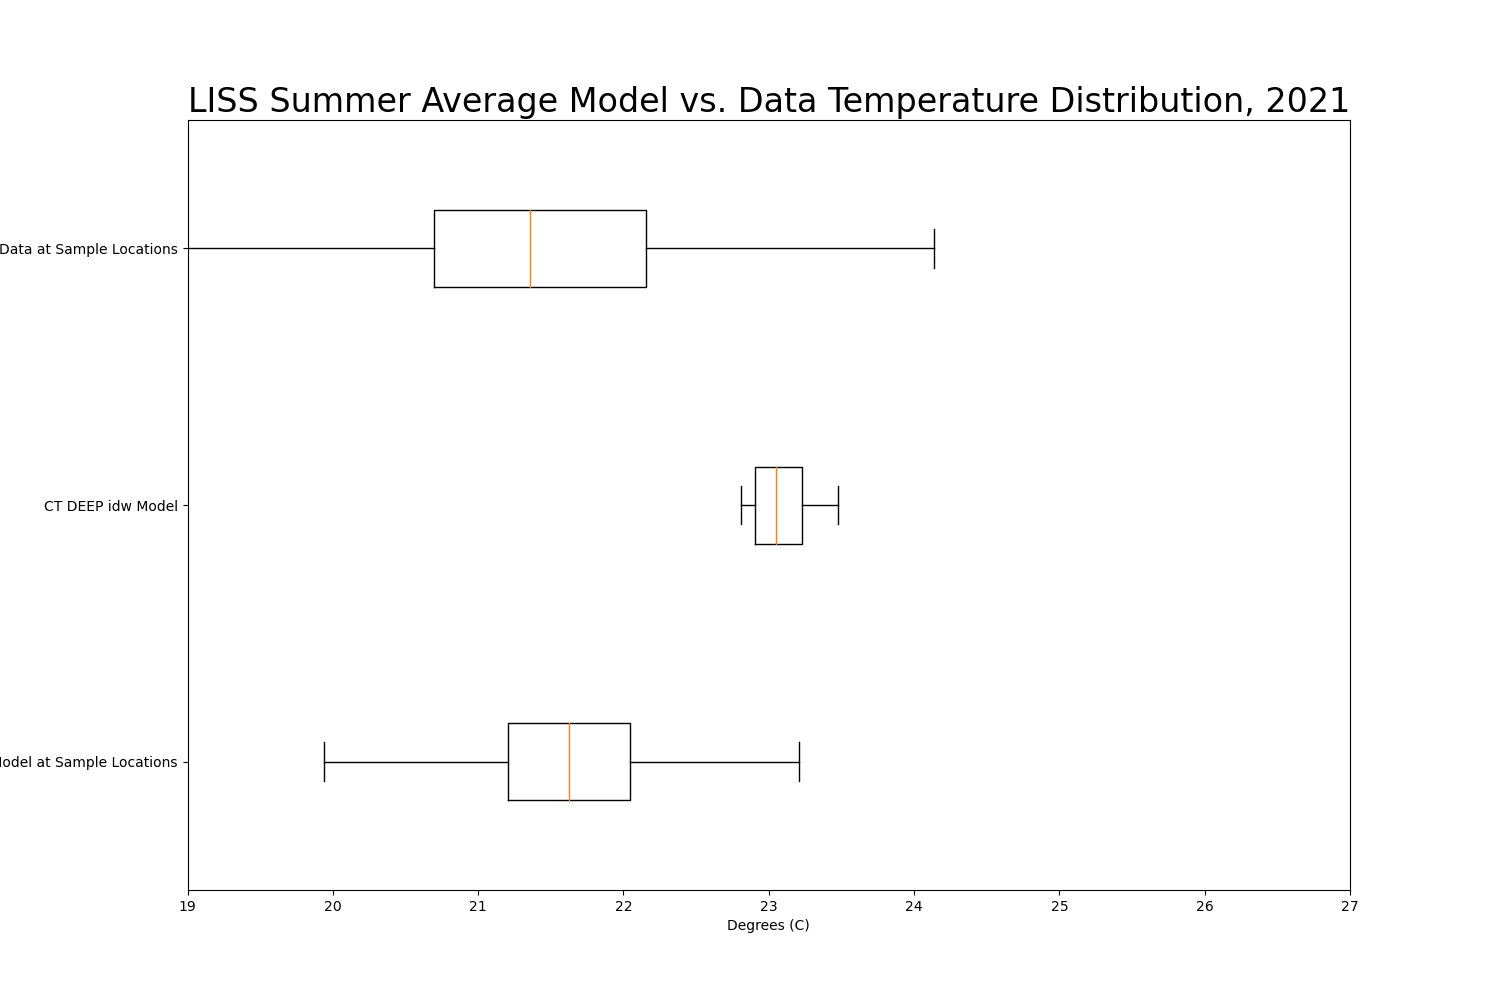 LISS Summer Average Model vs. Data Temperature Distribution, 2021
Data at Sample Locations
CT DEEP idw Model
at Sample Locations
19 20 21 22 23 24 25 26 27
Degrees (C)